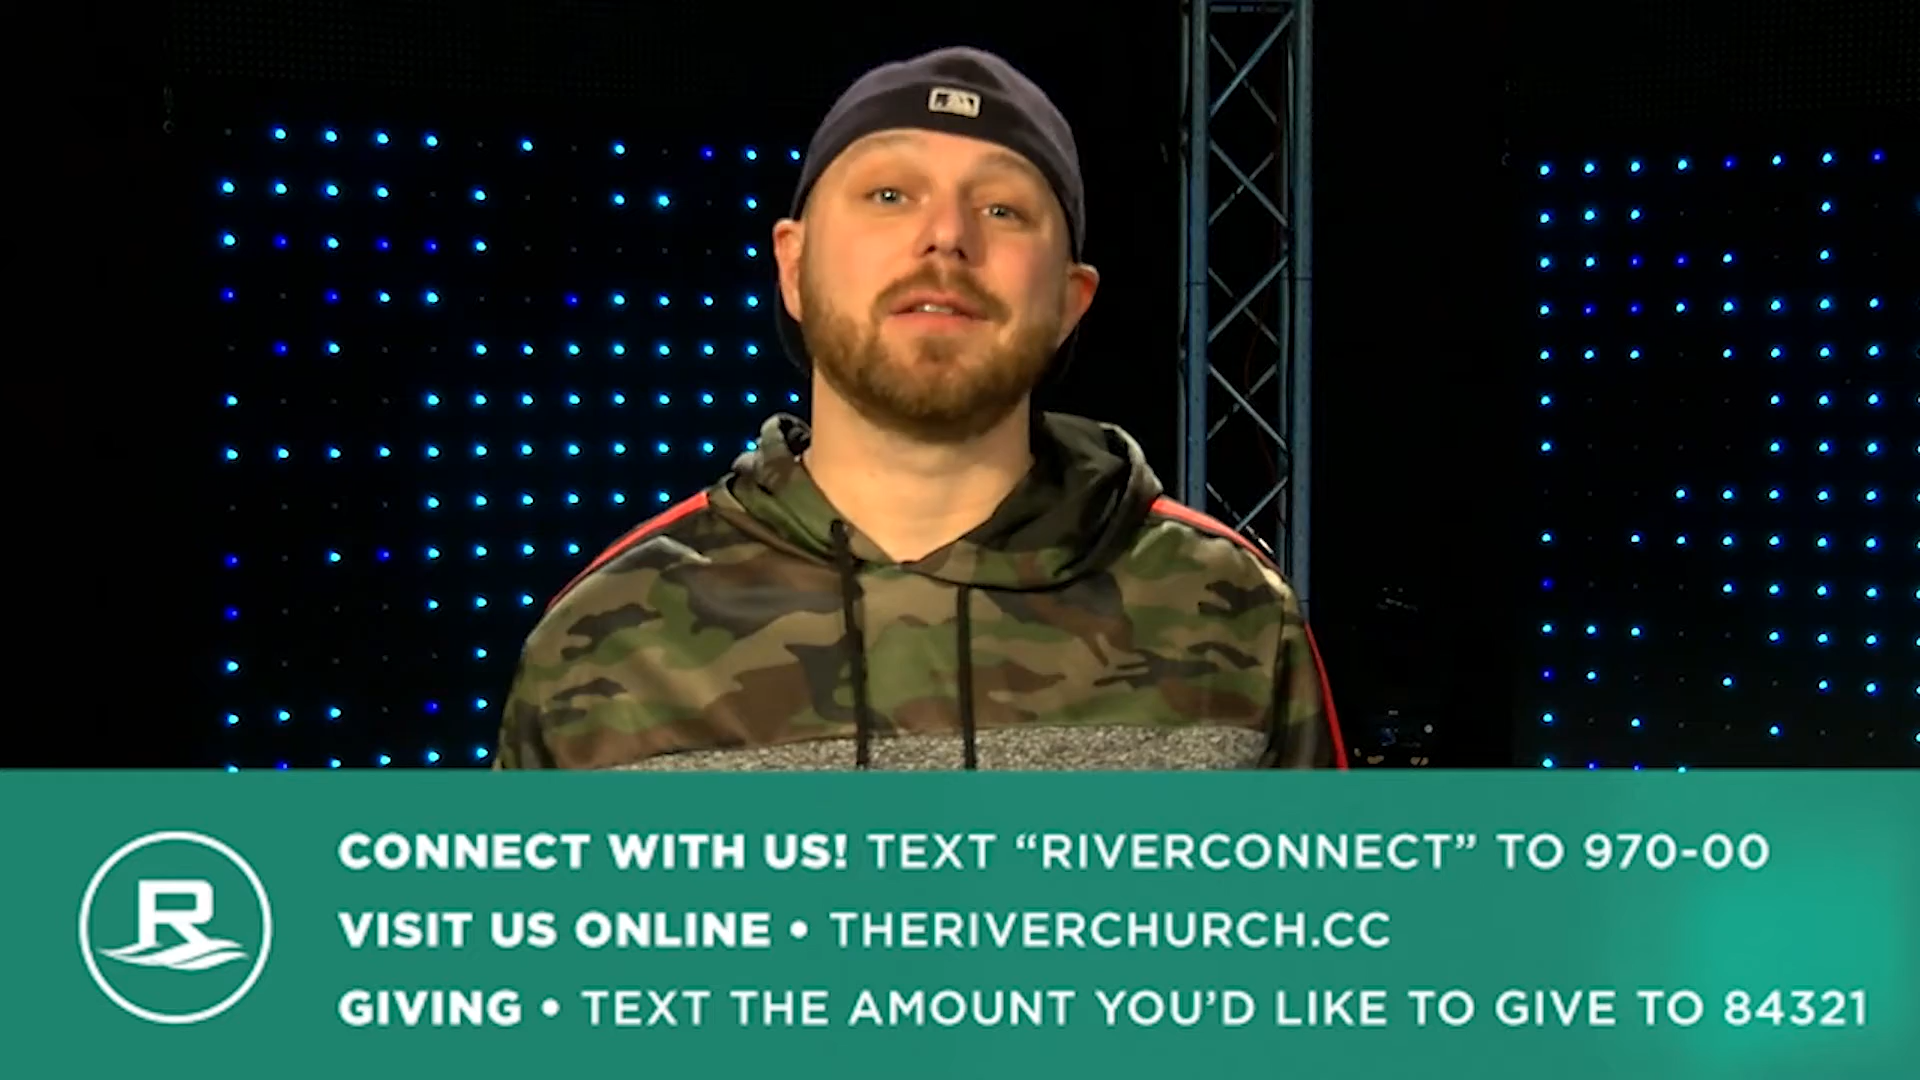 CONNECT WITH US! TEXT “RIVERCONNECT” TO 970-00
R
VISIT US ONLINE • THERIVERCHURCH.CC
GIVING • TEXT THE AMOUNT YOU’D LIKE TO GIVE TO 84321